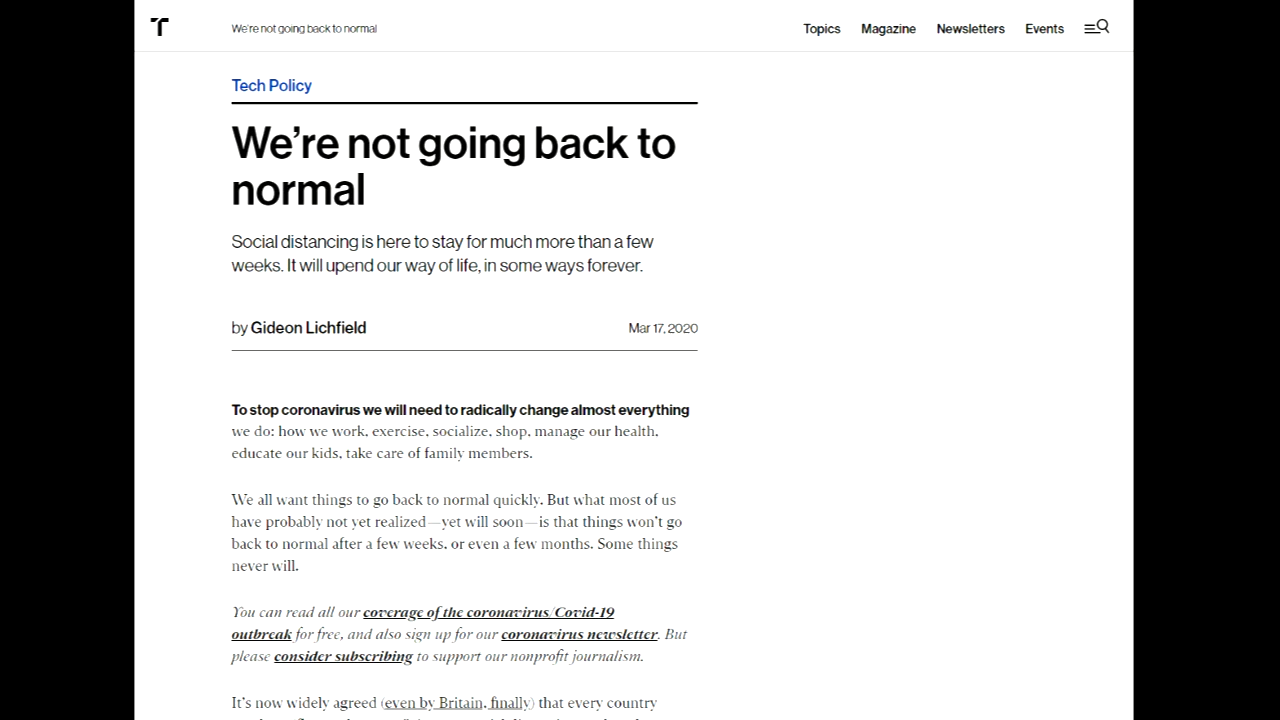 We're not going back to normal
Topics
Magazine
Newsletters
Events
Tech Policy
We're not going back to
normal
Social distancing is here to stay for much more than a few
weeks. It will upend our way of life, in some ways forever.
by Gideon Lichfield
Mar 17, 2020
To stop coronavirus we will need to radically change almost everything
we do: how we work, exercise, socialize, shop, manage our health,
educate our kids, take care of family members.
We all want things to go back to normal quickly. But what most of us
have probably not yet realized—yet will soon—is that things won't go
back to normal after a few weeks, or even a few months. Some things
never will.
You can read all our coverage of the coronavirus/Covid-19
outbreak for free, and also sign up for our coronavirus newsletter. But
please consider subscribing to support our nonprofit journalism.
It's now widely agreed (even by Britain, finally) that every country